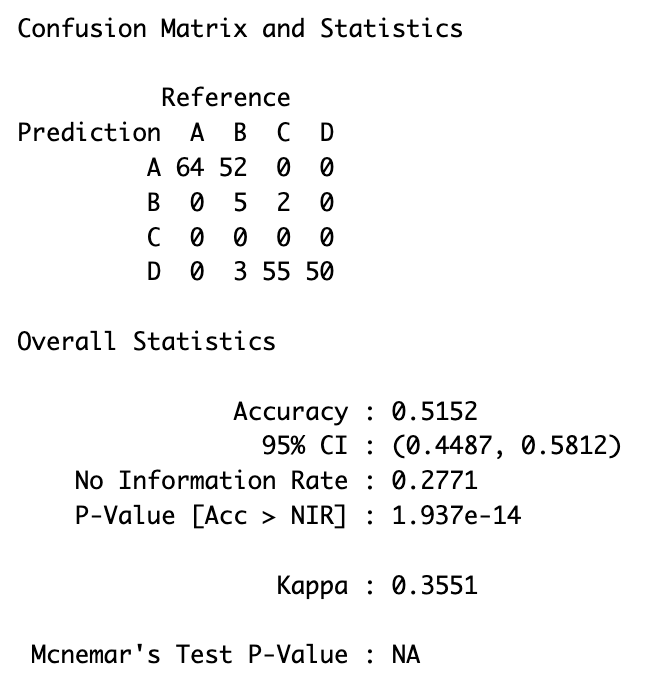 Confusion Matrix and Statistics
Reference
Prediction A B C D
A 64 52 0 0
B 0 5 2 0
C 0 0 0 0
D 0 3 55 50
Overall Statistics
Accuracy : 0.5152
95% CI : (0.4487, 0.5812)
No Information Rate : 0.2771
P-Value [Acc > NIR] : 1.937e-14
Kappa : 0.3551
Mcnemar's Test P-Value : NA